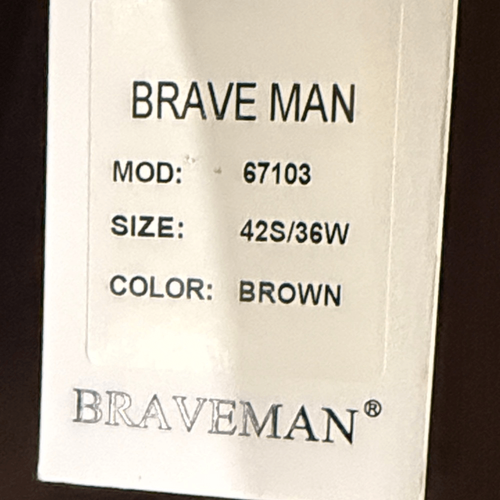 BRAVE MAN
MOD: 67103
SIZE: 42S/36W
COLOR: BROWN
BRAVEMAN®